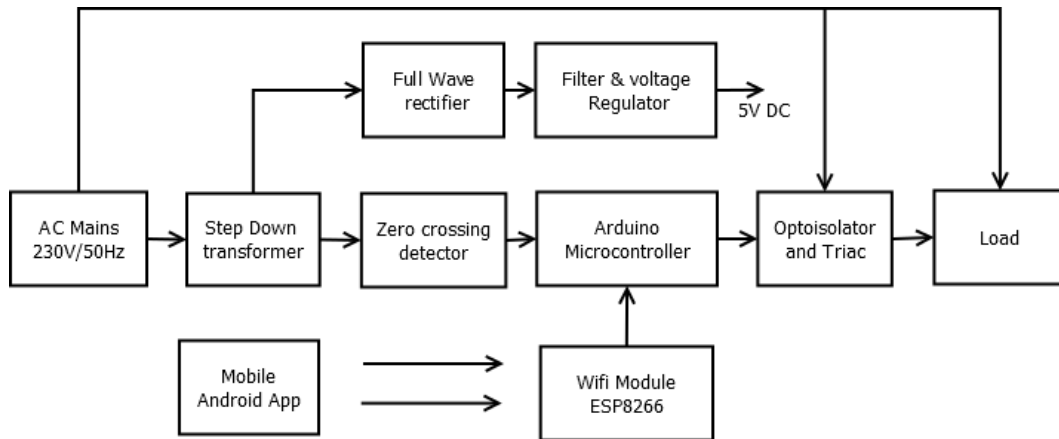 Full Wave
rectifier
Filter & voltage
Regulator
5V DC
AC Mains
230V/50Hz
Step Down
transformer
Zero crossing
detector
Arduino
Microcontroller
Optoisolator
and Triac
Load
Mobile
Android App
Wifi Module
ESP8266